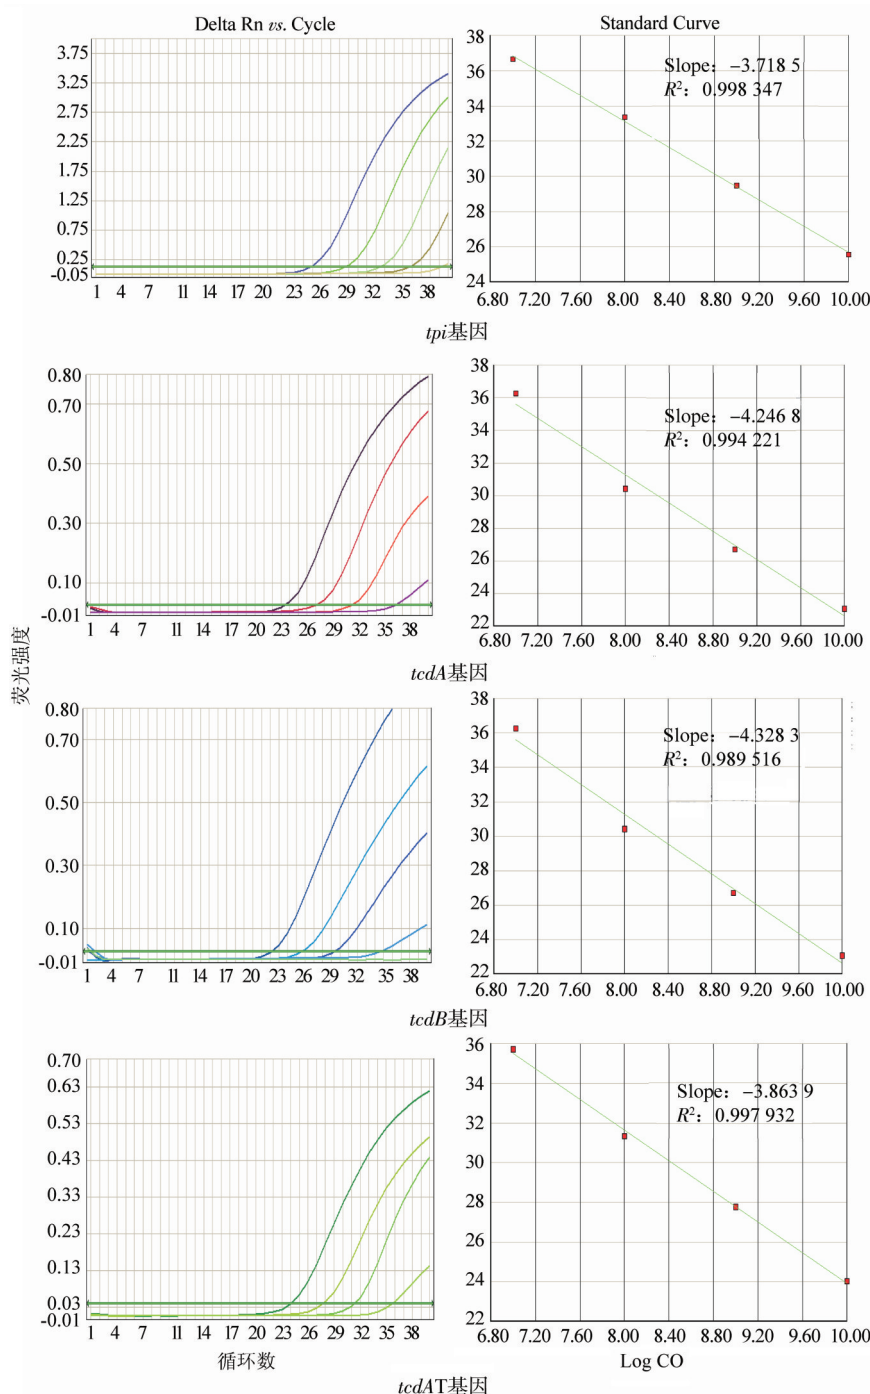 Delta Rn vs. Cycle
3.75
3.25
2.75
2.25
1.75
1.25
0.75
0.25
-0.05
1 4 7 11 14 17 20 23 26 29 32 35 38
Standard Curve
38
36
34
32
30
28
26
24
Slope：-3.718 5
R²：0.998 347
6.80 7.20 7.60 8.00 8.40 8.80 9.20 9.60 10.00
tpi基因
0.80
0.70
0.50
0.30
0.10
-0.01
1 4 7 11 14 17 20 23 26 29 32 35 38
38
36
34
32
30
28
26
24
22
Slope：-4.246 8
R²：0.994 221
6.80 7.20 7.60 8.00 8.40 8.80 9.20 9.60 10.00
tcdA基因
荧光强度
0.80
0.70
0.50
0.30
0.10
-0.01
1 4 7 11 14 17 20 23 26 29 32 35 38
38
36
34
32
30
28
26
24
22
Slope：-4.328 3
R²：0.989 516
6.80 7.20 7.60 8.00 8.40 8.80 9.20 9.60 10.00
tcdB基因
0.70
0.63
0.53
0.43
0.33
0.23
0.13
0.03
-0.01
1 4 7 11 14 17 20 23 26 29 32 35 38
循环数
36
34
32
30
28
26
24
22
Slope：-3.863 9
R²：0.997 932
6.80 7.20 7.60 8.00 8.40 8.80 9.20 9.60 10.00
Log CO
tcdAT基因